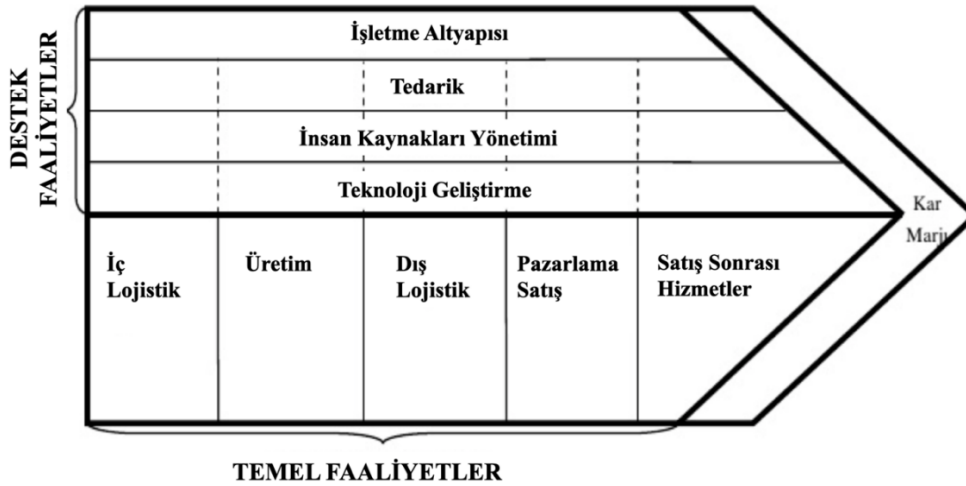 DESTEK
FAALİYETLER
İşletme Altyapısı
Tedarik
İnsan Kaynakları Yönetimi
Teknoloji Geliştirme
İç
Lojistik
Üretim
Dış
Lojistik
Pazarlama
Satış
Satış Sonrası
Hizmetler
Kar
Marjı
TEMEL FAALİYETLER